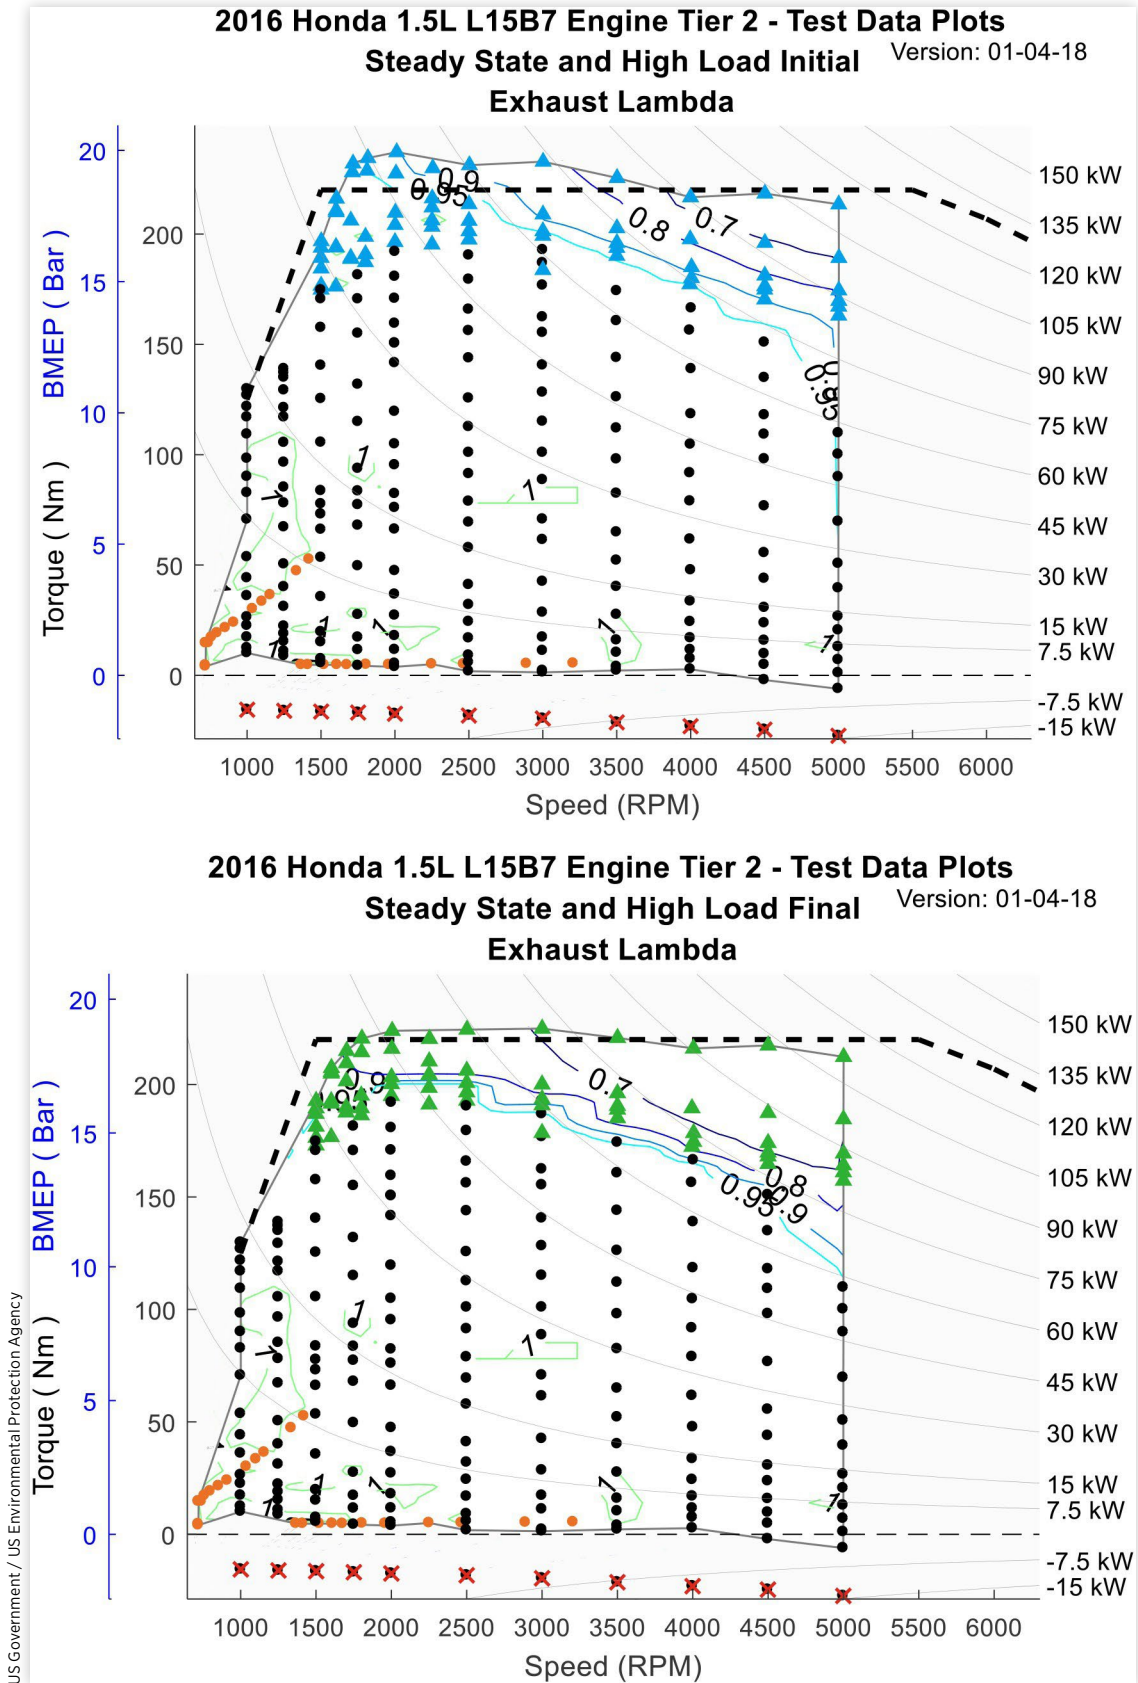 2016 Honda 1.5L L15B7 Engine Tier 2 - Test Data Plots
Steady State and High Load Initial
Version: 01-04-18
Exhaust Lambda
20
15
10
5
0
BMEP ( Bar )
200
150
100
50
0
Torque ( Nm )
0.9
0.95
0.8
0.7
0.95
1
1
1
1
1
1
1
1
150 kW
135 kW
120 kW
105 kW
90 kW
75 kW
60 kW
45 kW
30 kW
15 kW
7.5 kW
-7.5 kW
-15 kW
1000 1500 2000 2500 3000 3500 4000 4500 5000 5500 6000
Speed (RPM)
2016 Honda 1.5L L15B7 Engine Tier 2 - Test Data Plots
Steady State and High Load Final
Version: 01-04-18
Exhaust Lambda
20
15
10
5
0
BMEP ( Bar )
200
150
100
50
0
Torque ( Nm )
0.9
0.7
0.8
0.95
0.9
1
1
1
1
1
1
1
1
150 kW
135 kW
120 kW
105 kW
90 kW
75 kW
60 kW
45 kW
30 kW
15 kW
7.5 kW
-7.5 kW
-15 kW
1000 1500 2000 2500 3000 3500 4000 4500 5000 5500 6000
Speed (RPM)
US Government / US Environmental Protection Agency